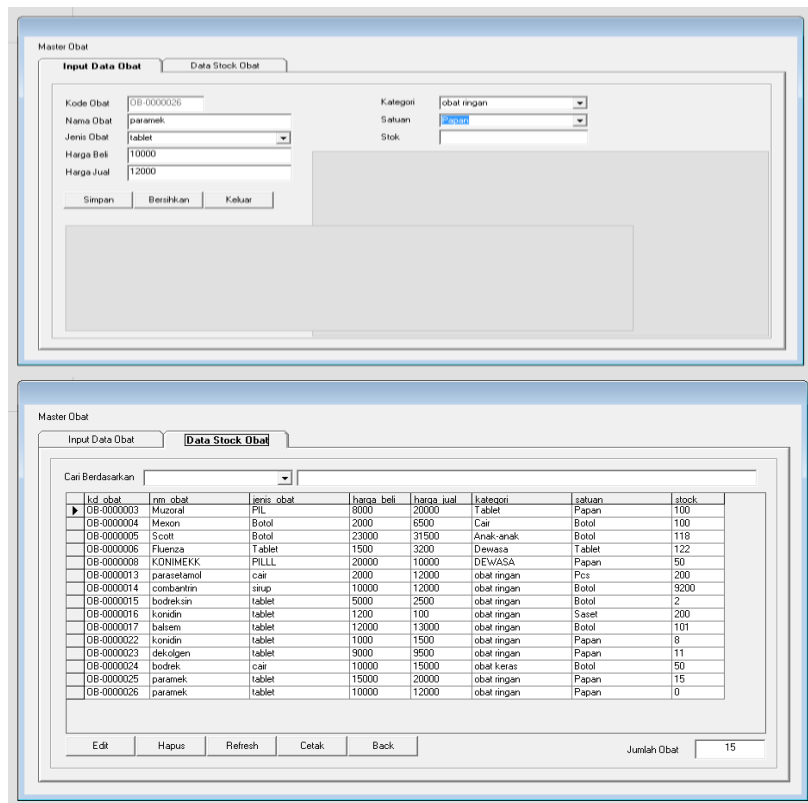 Master Obat
Input Data Obat Data Stock Obat
Kode Obat OB-0000026 Kategori obat ringan
Nama Obat paramek Satuan Papan
Jenis Obat tablet Stok
Harga Beli 10000
Harga Jual 12000
Simpan Bersihkan Keluar
Master Obat
Input Data Obat Data Stock Obat
Cari Berdasarkan
kd_obat nm_obat jenis_obat harga_beli harga_jual kategori satuan stock
OB-0000003 Muzoral PIL 8000 20000 Tablet Papan 100
OB-0000004 Mexon Botol 2000 6500 Cair Botol 100
OB-0000005 Scott Botol 23000 31500 Anak-anak Botol 118
OB-0000006 Fluenza Tablet 1500 3200 Dewasa Tablet 122
OB-0000008 KONIMEKK PILLL 20000 10000 DEWASA Papan 50
OB-0000013 parasetamol cair 2000 12000 obat ringan Pcs 200
OB-0000014 combantrin sirup 10000 12000 obat ringan Botol 9200
OB-0000015 bodreksin tablet 5000 2500 obat ringan Botol 2
OB-0000016 konidin tablet 1200 100 obat ringan Saset 200
OB-0000017 balsem tablet 12000 13000 obat ringan Botol 101
OB-0000022 konidin tablet 1000 1500 obat ringan Papan 8
OB-0000023 dekolgen tablet 9000 9500 obat ringan Papan 11
OB-0000024 bodrek cair 10000 15000 obat keras Botol 50
OB-0000025 paramek tablet 15000 20000 obat ringan Papan 15
OB-0000026 paramek tablet 10000 12000 obat ringan Papan 0
Edit Hapus Refresh Cetak Back Jumlah Obat 15